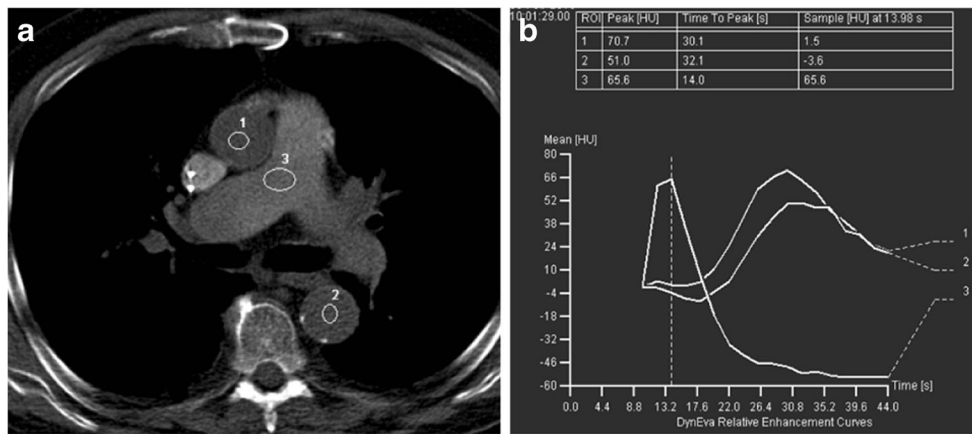 a
1
3
2
b
10:01:29.00
ROI Peak [HU] Time To Peak [s] Sample [HU] at 13.98 s
1 70.7 30.1 1.5
2 51.0 32.1 -3.6
3 65.6 14.0 65.6
Mean [HU]
80
66
52
38
24
10
-4
-18
-32
-46
-60
1
2
3
Time [s]
0.0 4.4 8.8 13.2 17.6 22.0 26.4 30.8 35.2 39.6 44.0
DynEva Relative Enhancement Curves